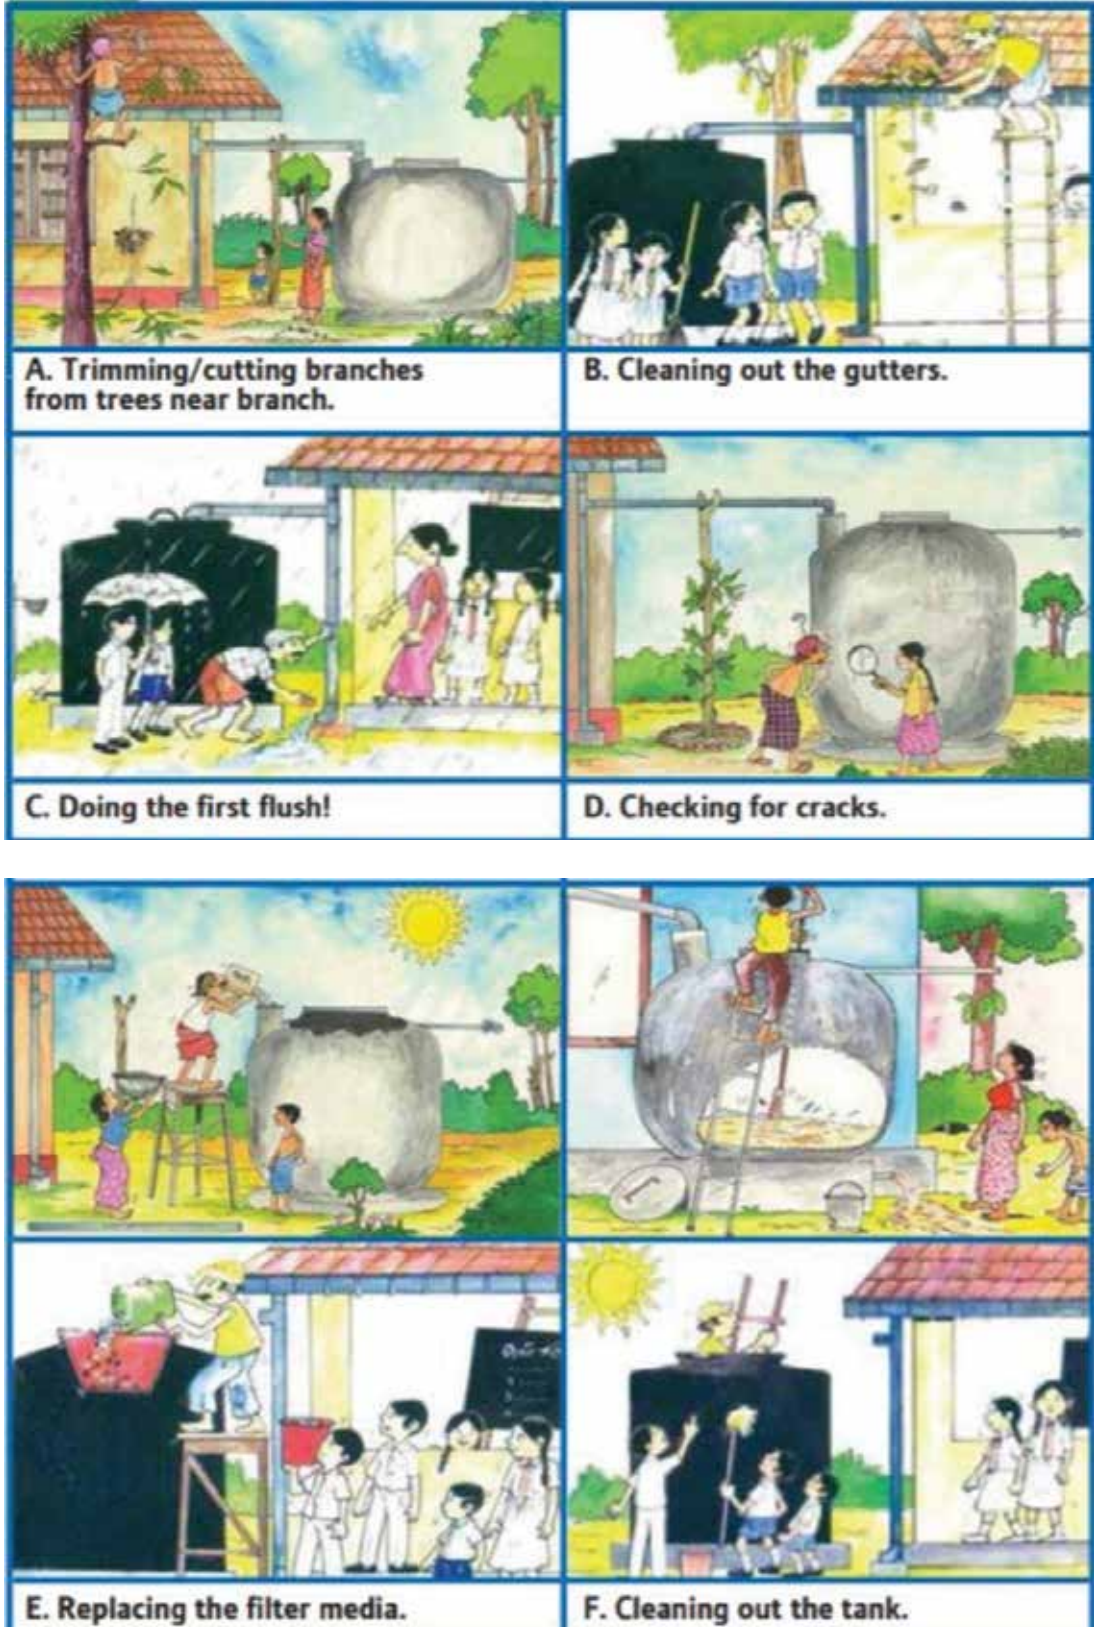 A. Trimming/cutting branches
from trees near branch.
B. Cleaning out the gutters.
C. Doing the first flush!
D. Checking for cracks.
E. Replacing the filter media.
F. Cleaning out the tank.